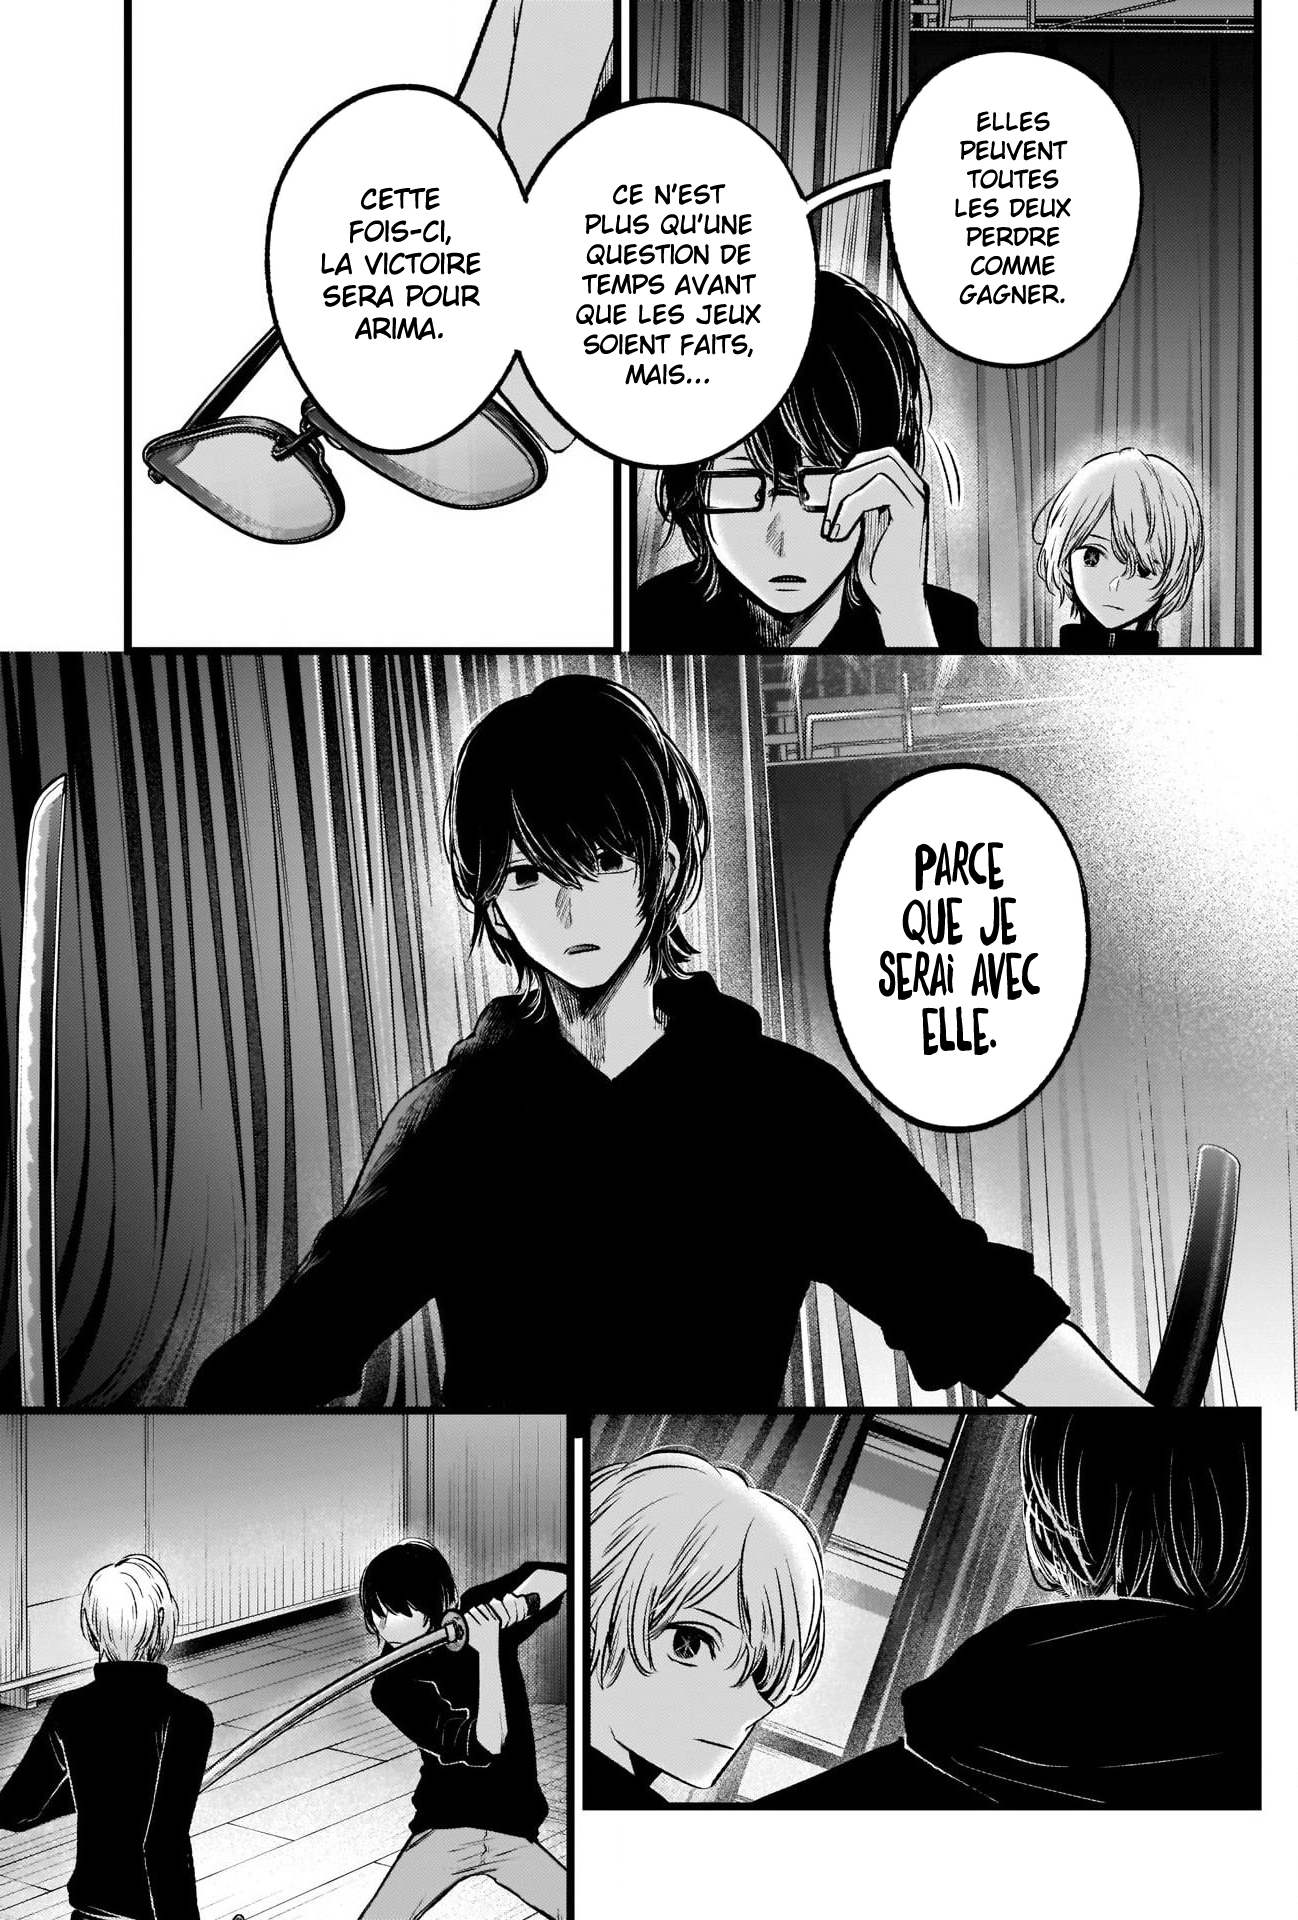 ELLES
PEUVENT
TOUTES
LES DEUX
PERDRE
COMME
GAGNER.
CE N'EST
PLUS QU'UNE
QUESTION DE
TEMPS AVANT
QUE LES JEUX
SOIENT FAITS,
MAIS...
CETTE
FOIS-CI,
LA VICTOIRE
SERA POUR
ARIMA.
PARCE
QUE JE
SERAI AVEC
ELLE.